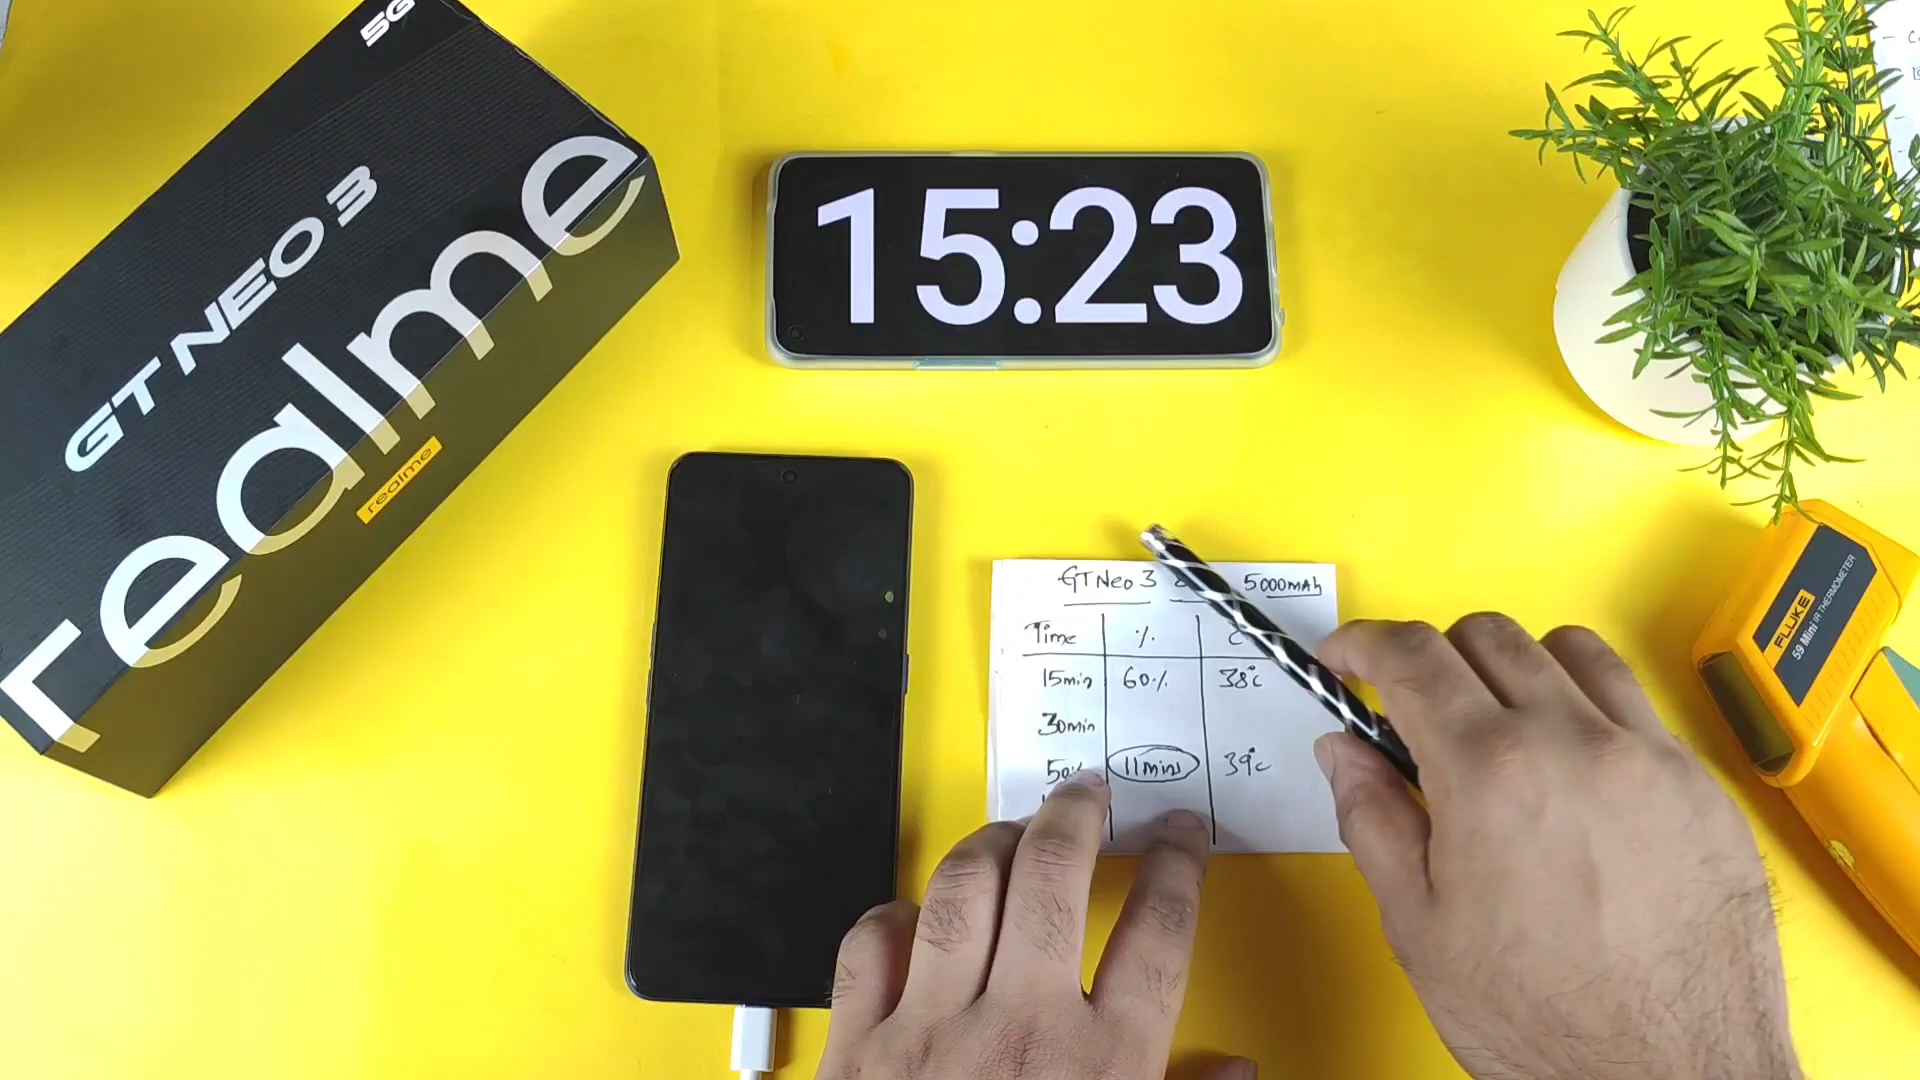 5G
GT NEO 3
realme
realme
15:23
GT Neo 3 5000mAh
Time % C
15min 60% 38°c
30min
50% 11mins 39°c
FLUKE
59 Mini IR THERMOMETER